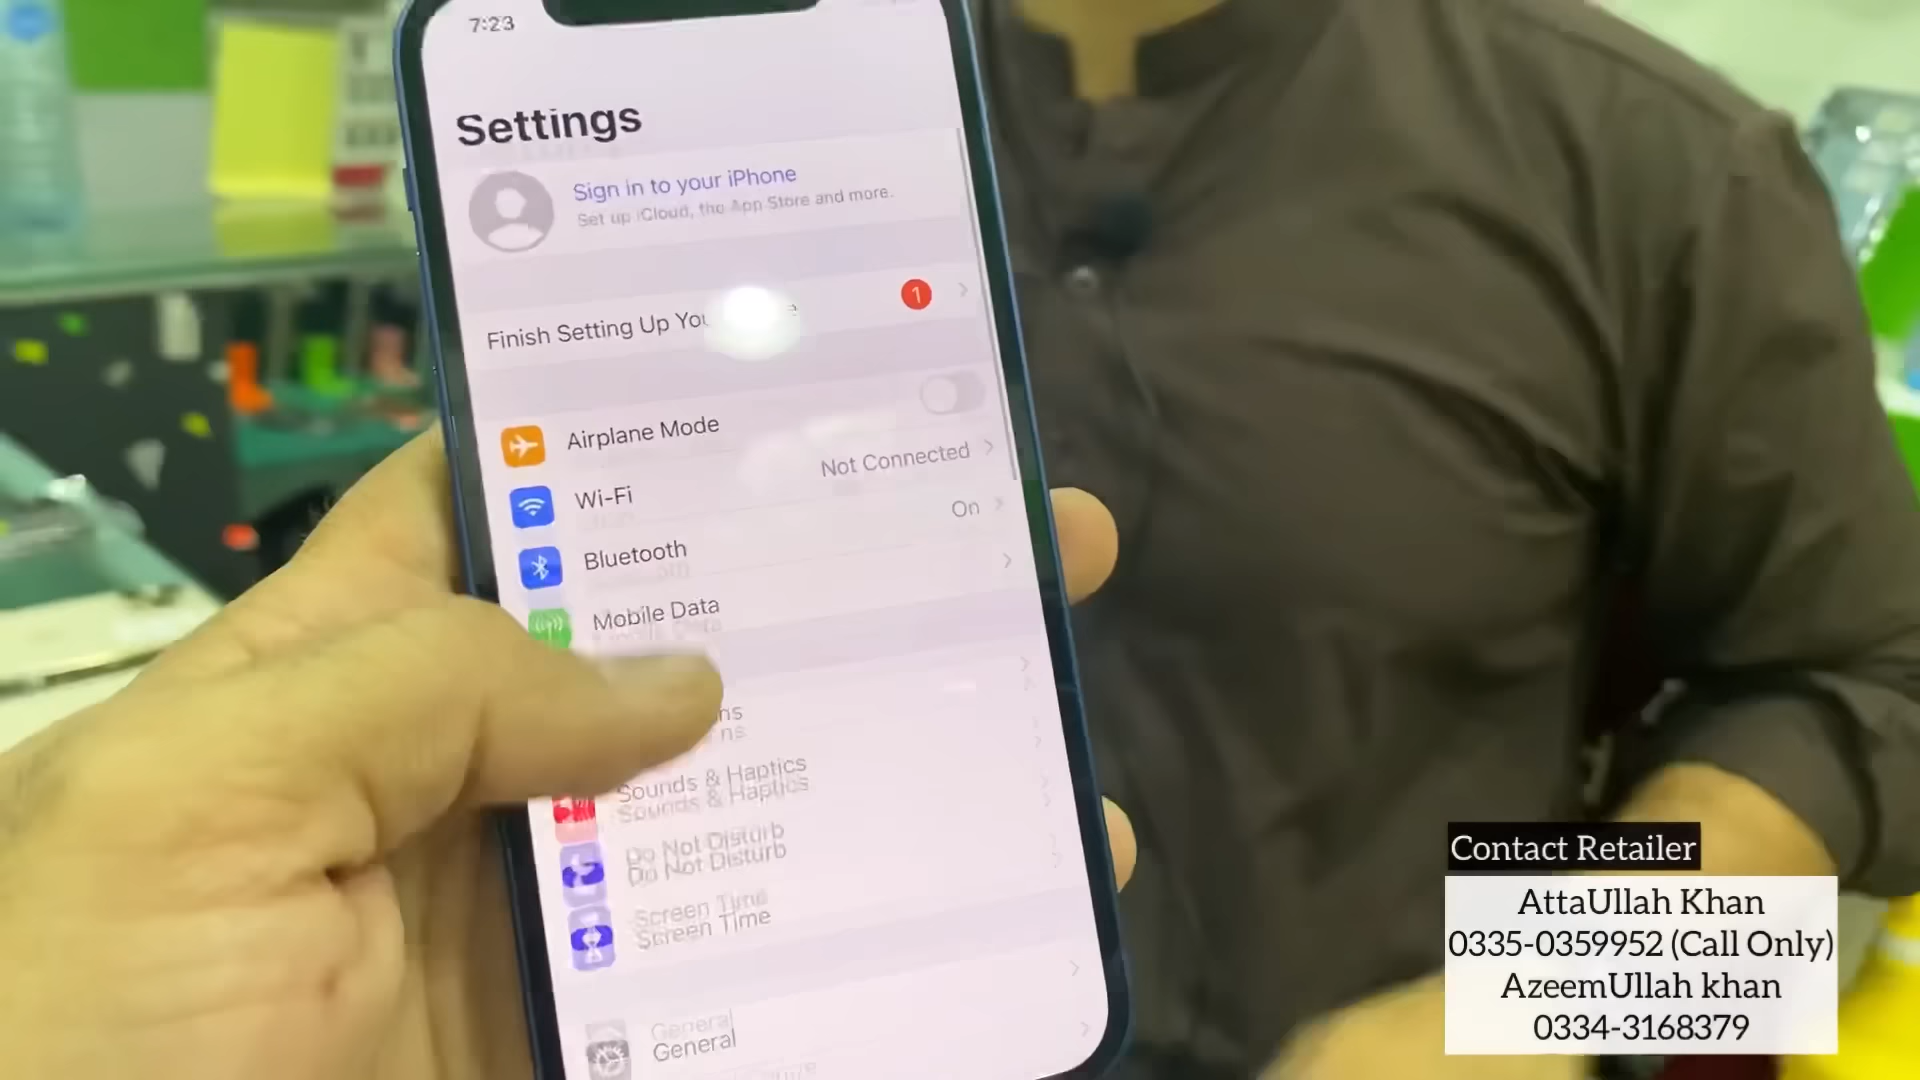 7:23
Settings
Sign in to your iPhone
Set up iCloud, the App Store and more.
Finish Setting Up
1
Airplane Mode
Wi-Fi
Not Connected
Bluetooth
On
Mobile Data
Sounds & Haptics
Do Not Disturb
Screen Time
General
Contact Retailer
AttaUllah Khan
0335-0359952 (Call Only)
AzeemUllah khan
0334-3168379